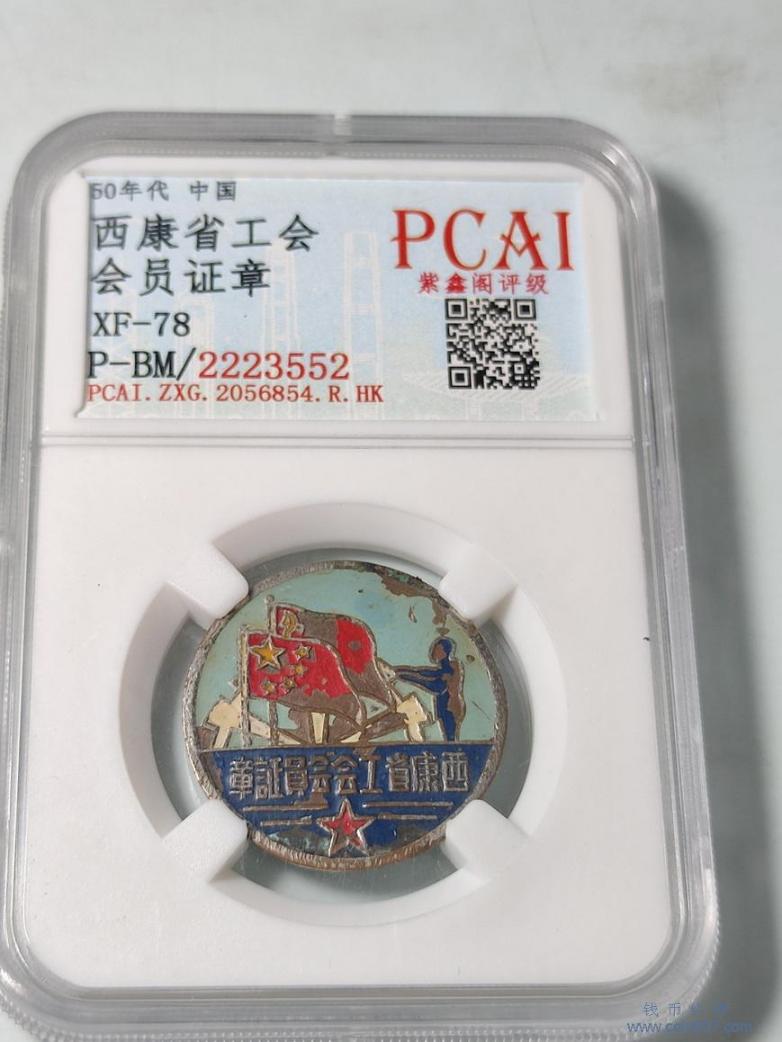 50年代 中国
西康省工会
会员证章
XF-78
P-BM/2223552
PCAI.ZXG.2056854.R.HK
PCAI
紫鑫阁评级
章証員会会工省康西
钱币